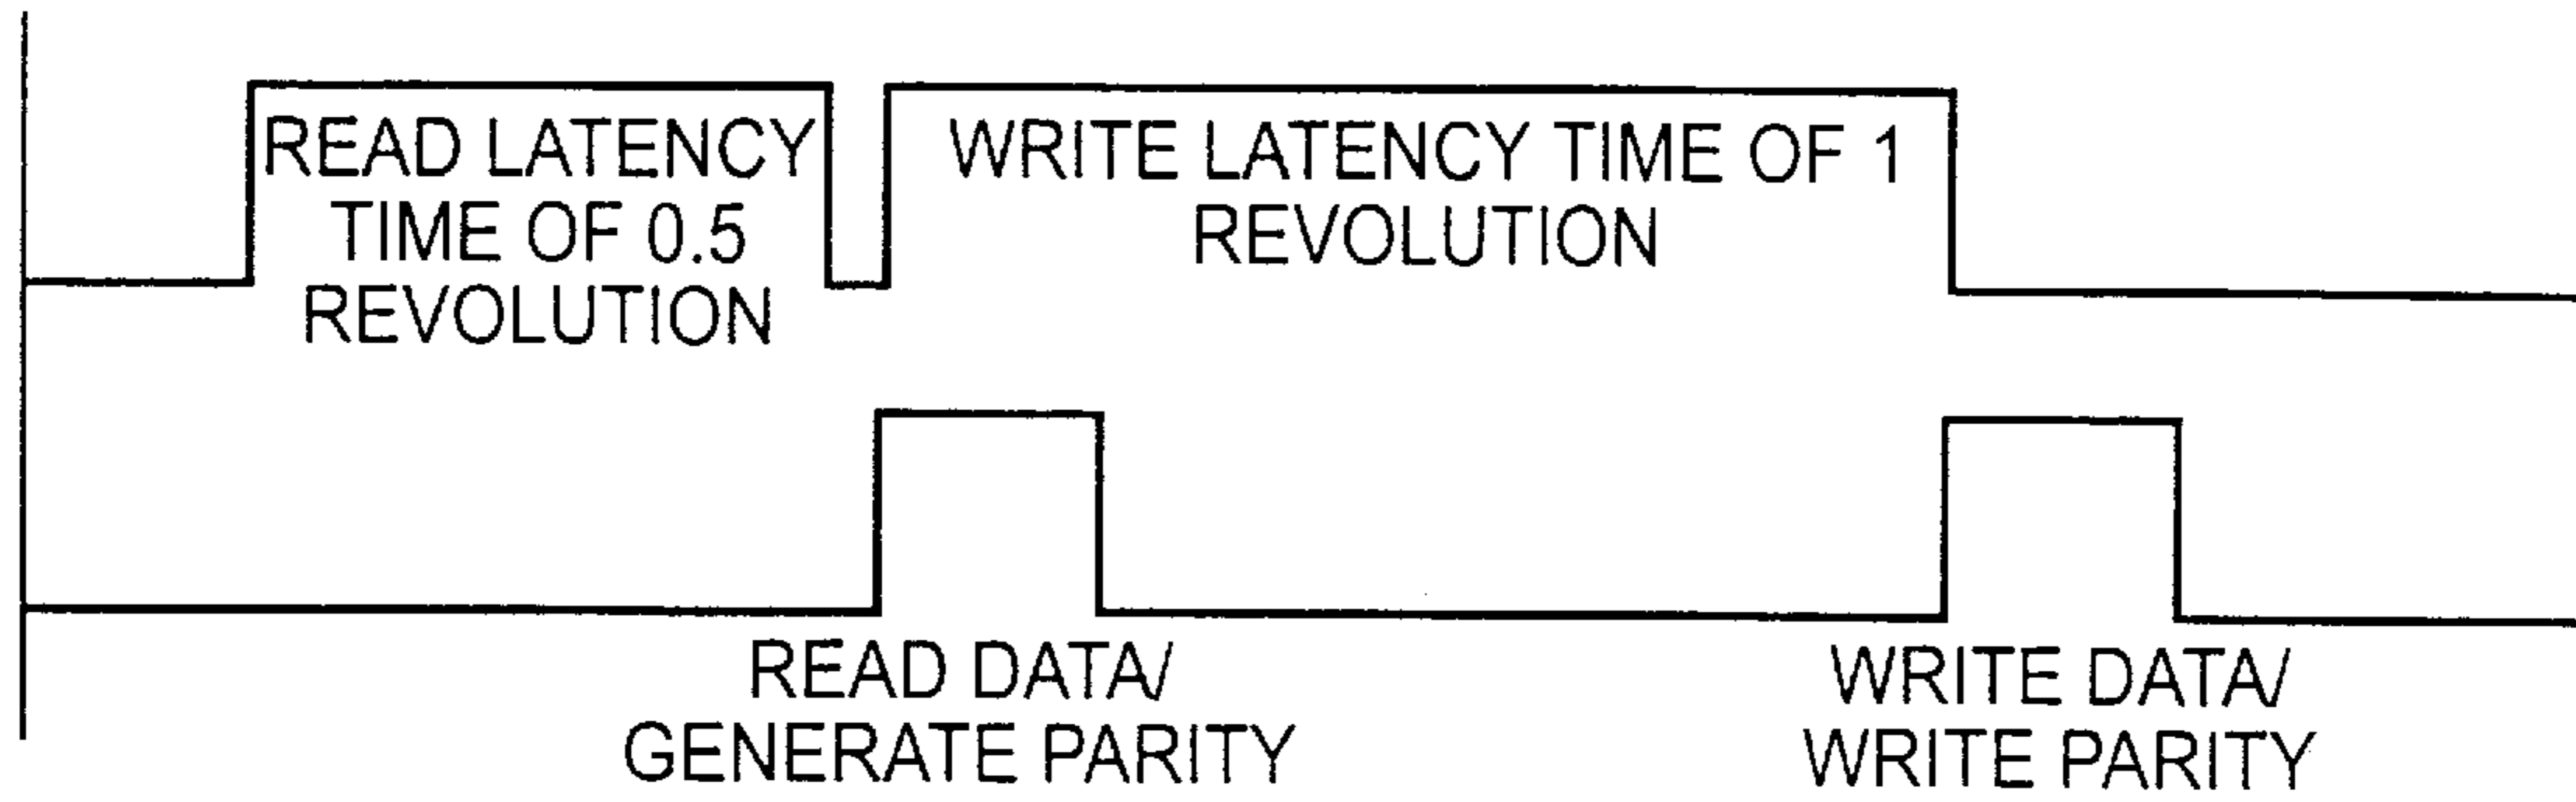 READ LATENCY
TIME OF 0.5
REVOLUTION
WRITE LATENCY TIME OF 1
REVOLUTION
READ DATA/
GENERATE PARITY
WRITE DATA/
WRITE PARITY